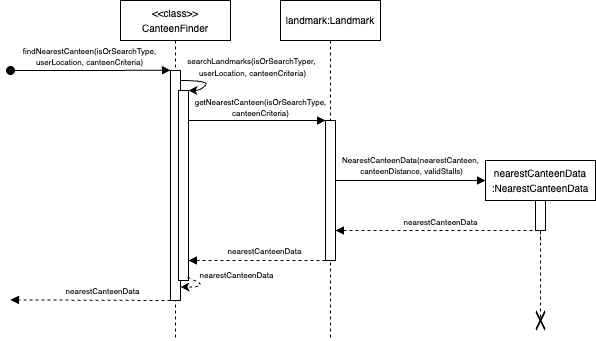 <<class>>
CanteenFinder
landmark:Landmark
findNearestCanteen(isOrSearchType,
userLocation, canteenCriteria)
searchLandmarks(isOrSearchTyper,
userLocation, canteenCriteria)
getNearestCanteen(isOrSearchType,
canteenCriteria)
NearestCanteenData(nearestCanteen,
canteenDistance, validStalls)
nearestCanteenData
:NearestCanteenData
nearestCanteenData
nearestCanteenData
nearestCanteenData
nearestCanteenData